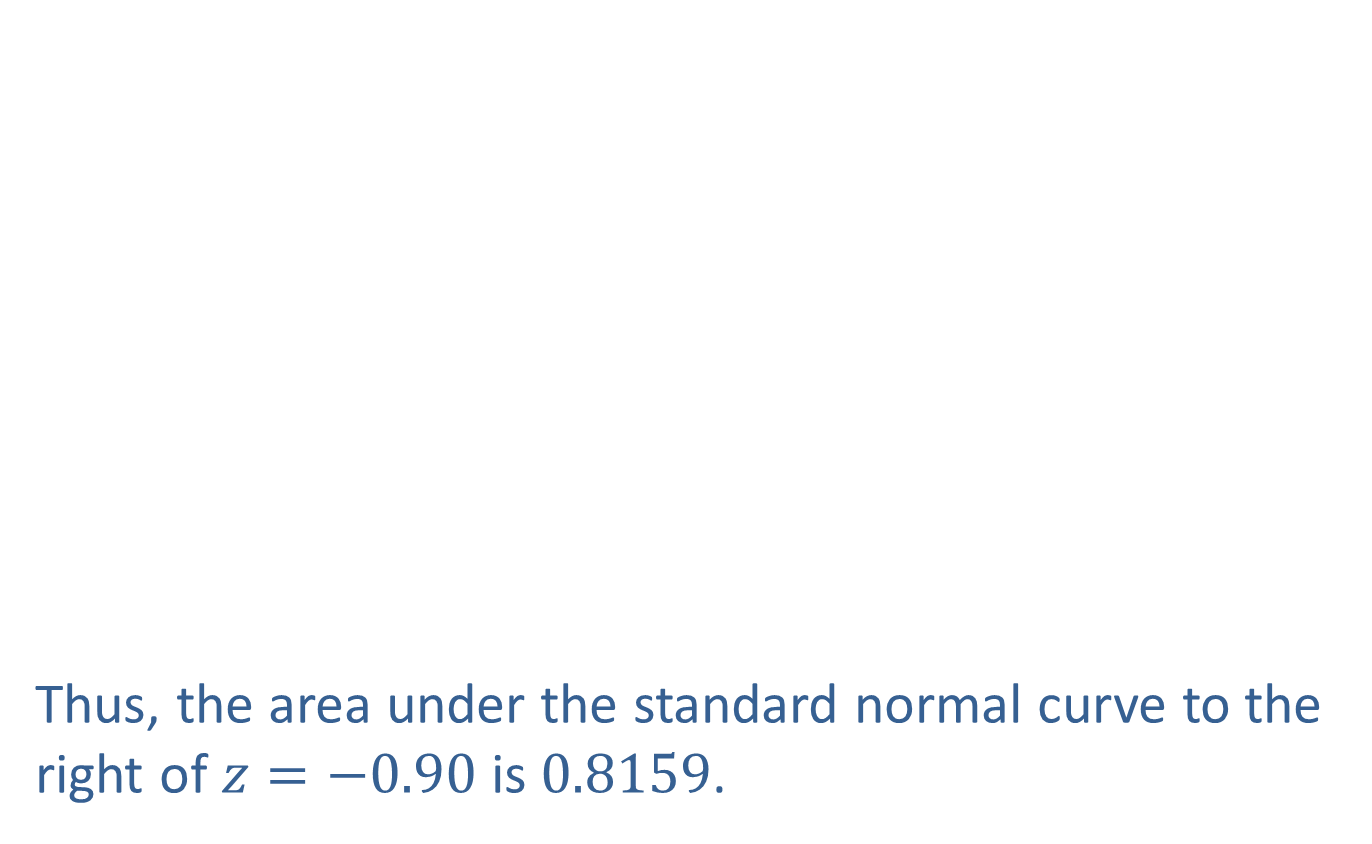 Thus, the area under the standard normal curve to the
right of z = −0.90 is 0.8159.